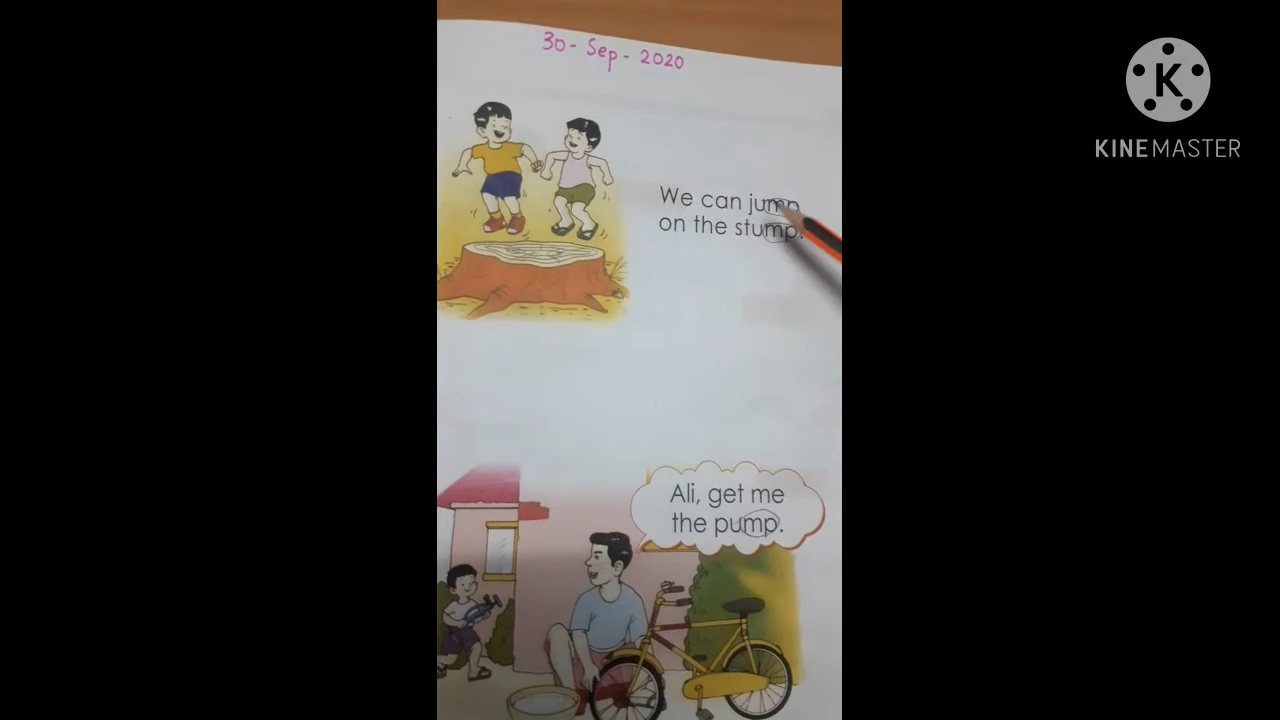 30-Sep-2020
We can jump
on the stump.
Ali, get me
the pump.
K
KINEMASTER